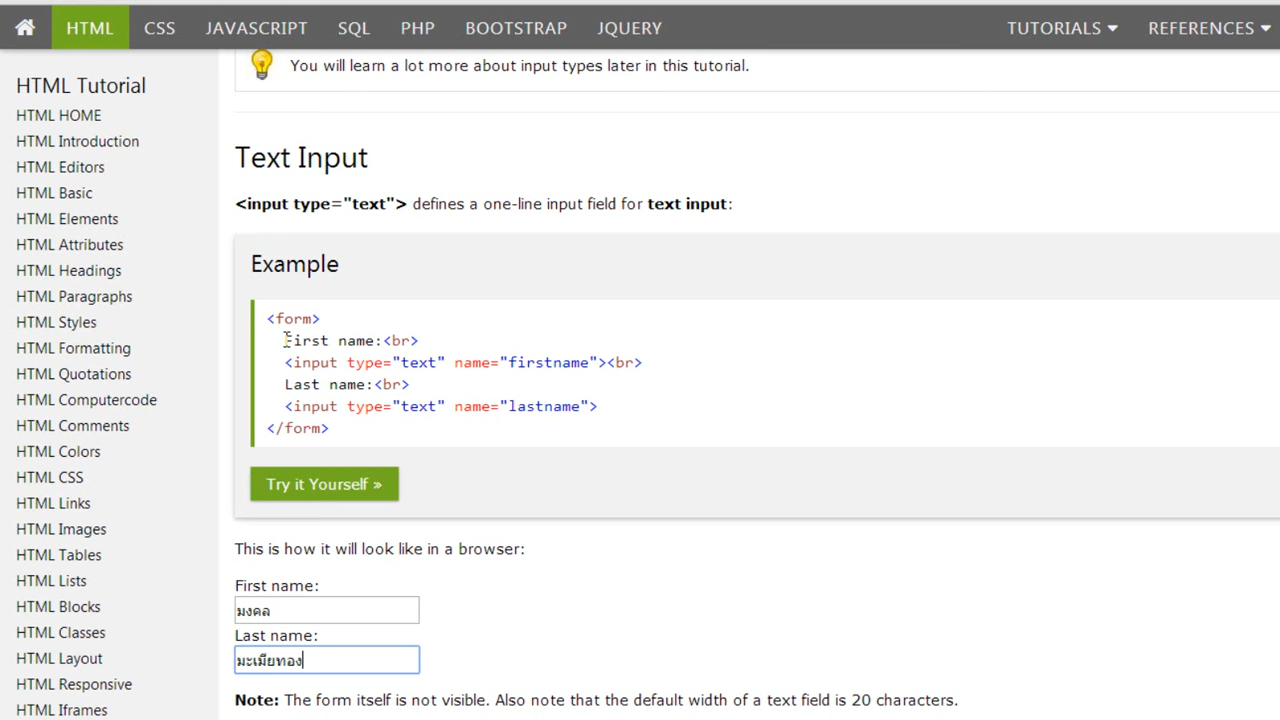 HTML CSS JAVASCRIPT SQL PHP BOOTSTRAP JQUERY TUTORIALS REFERENCES
HTML Tutorial
HTML HOME
HTML Introduction
HTML Editors
HTML Basic
HTML Elements
HTML Attributes
HTML Headings
HTML Paragraphs
HTML Styles
HTML Formatting
HTML Quotations
HTML Computercode
HTML Comments
HTML Colors
HTML CSS
HTML Links
HTML Images
HTML Tables
HTML Lists
HTML Blocks
HTML Classes
HTML Layout
HTML Responsive
HTML Iframes
You will learn a lot more about input types later in this tutorial.
Text Input
<input type="text"> defines a one-line input field for text input:
Example
<form>
First name:<br>
<input type="text" name="firstname"><br>
Last name:<br>
<input type="text" name="lastname">
</form>
Try it Yourself »
This is how it will look like in a browser:
First name:
มงคล
Last name:
มะเมียทอง
Note: The form itself is not visible. Also note that the default width of a text field is 20 characters.